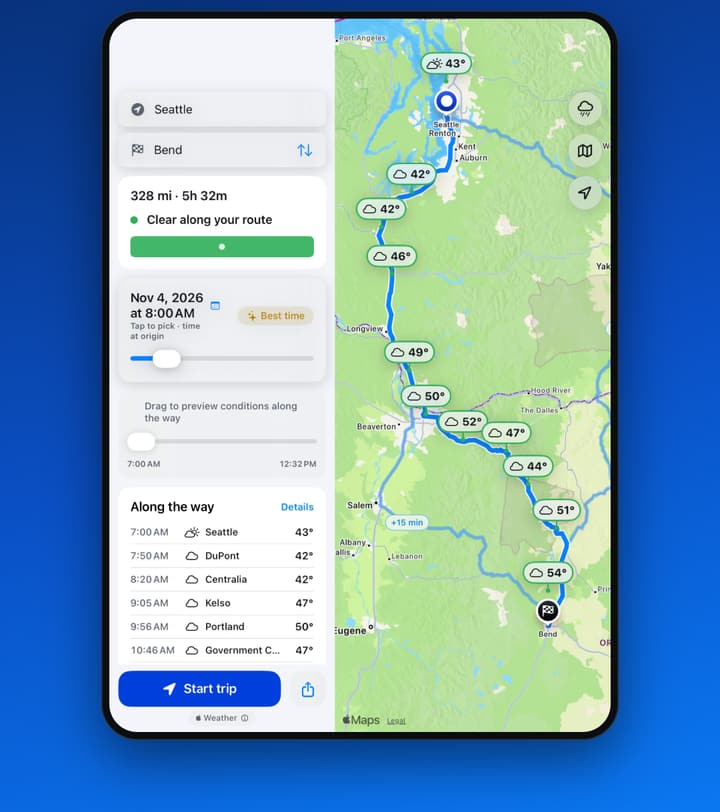 Seattle
Bend
328 mi · 5h 32m
Clear along your route
Nov 4, 2026
at 8:00 AM
Best time
Tap to pick · time
at origin
Drag to preview conditions along
the way
7:00 AM
12:32 PM
Along the way
Details
7:00 AM Seattle 43°
7:50 AM DuPont 42°
8:20 AM Centralia 42°
9:05 AM Kelso 47°
9:56 AM Portland 50°
10:46 AM Government C... 47°
Start trip
Weather
Port Angeles
43°
Seattle
Renton
Kent
Auburn
42°
42°
46°
Yak
Longview
49°
50°
Hood River
The Dalles
Beaverton
52°
47°
44°
Salem
51°
+15 min
Albany
allis
Lebanon
54°
Prin
Eugene
Bend
OR
Maps
Legal